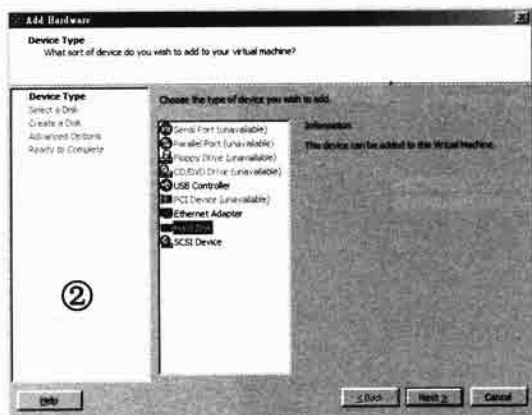 Add Hardware
Device Type
What sort of device do you wish to add to your virtual machine?
Device Type
Select a Disk
Create a Disk
Advanced Options
Ready to Complete
②
Choose the type of device you wish to add.
Serial Port (unavailable)
Parallel Port (unavailable)
Floppy Drive (unavailable)
CD/DVD Drive (unavailable)
USB Controller
PCI Device (unavailable)
Ethernet Adapter
Hard Disk
SCSI Device
Information
This device can be added to this Virtual Machine.
Help
< Back
Next >
Cancel